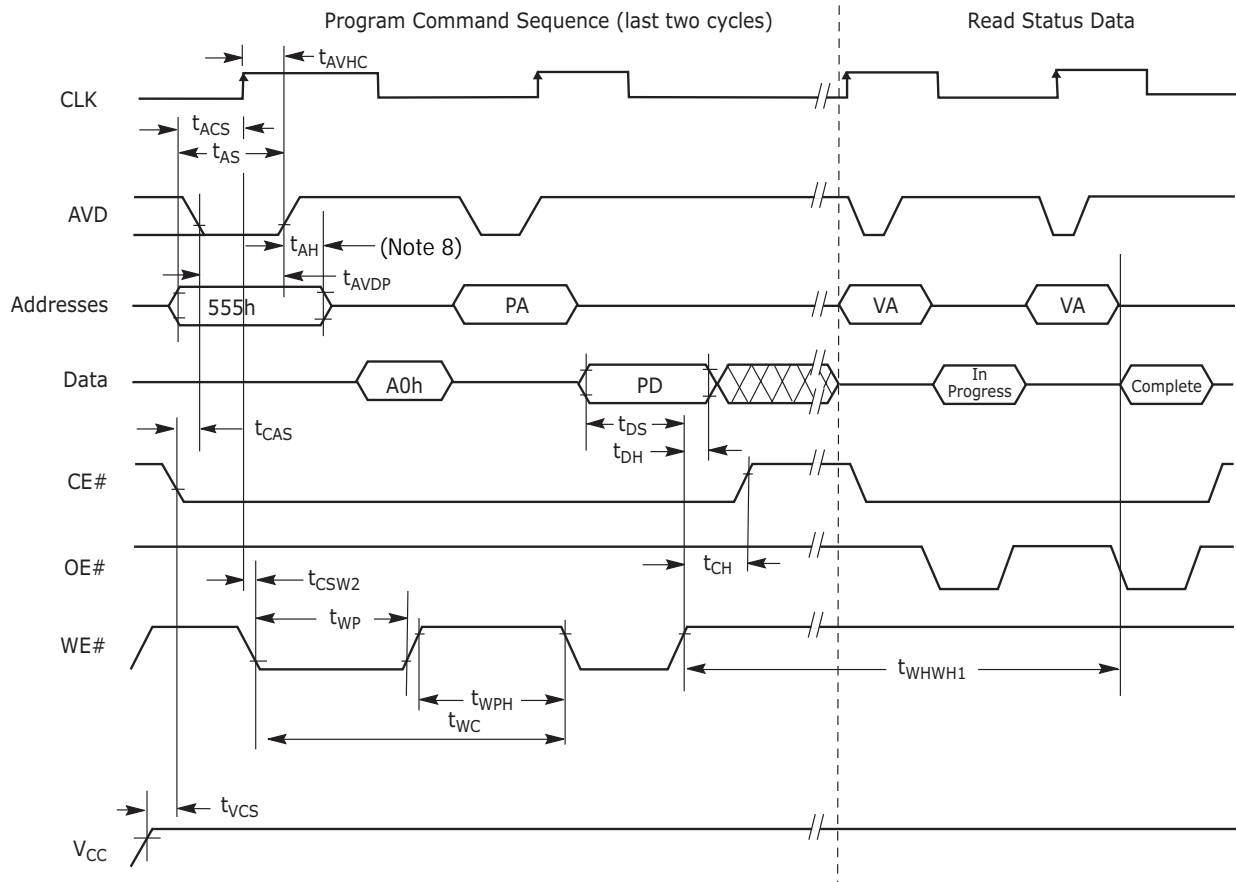 Program Command Sequence (last two cycles)
Read Status Data
tAVHC
CLK
tACS
tAS
AVD
tAH
(Note 8)
tAVDP
Addresses
555h
PA
VA
VA
Data
A0h
PD
In
Progress
Complete
tCAS
tDS
tDH
CE#
OE#
tCH
tCSW2
tWP
WE#
tWHWH1
tWPH
tWC
tVCS
VCC